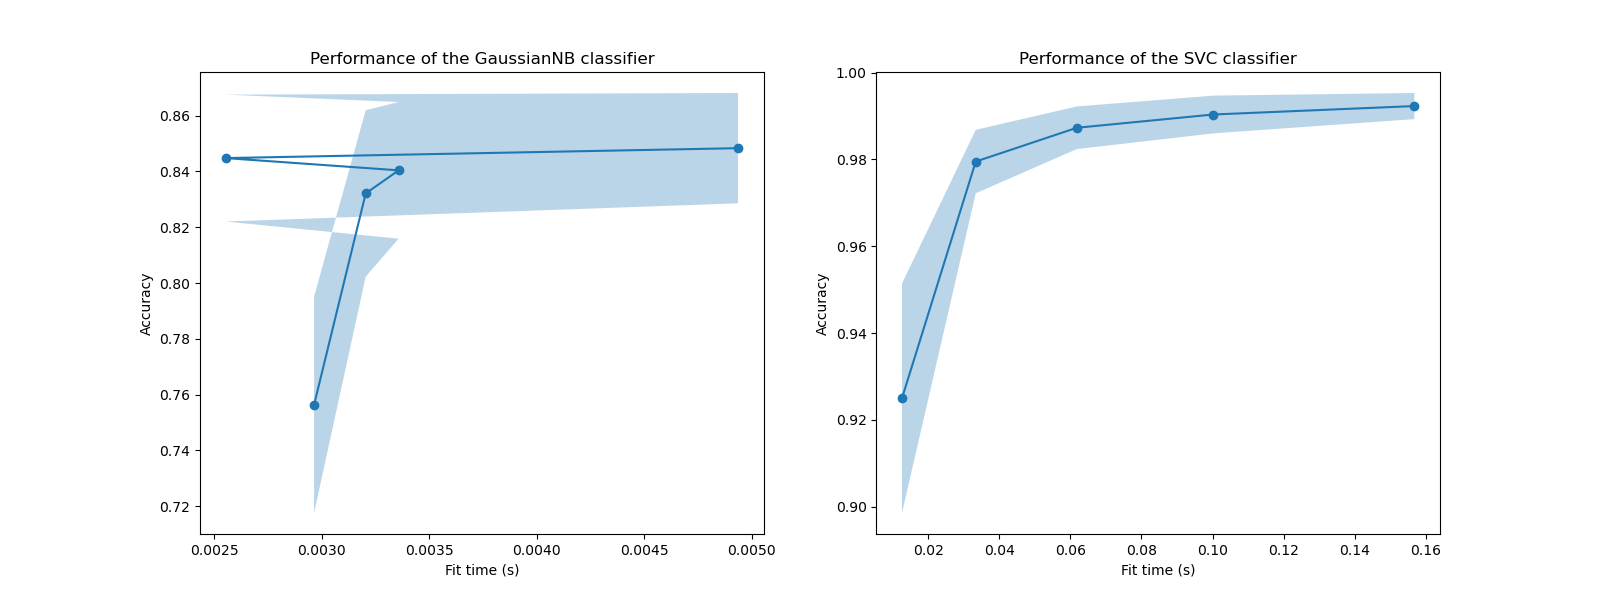 Performance of the GaussianNB classifier
Accuracy
0.86
0.84
0.82
0.80
0.78
0.76
0.74
0.72
0.0025 0.0030 0.0035 0.0040 0.0045 0.0050
Fit time (s)
Performance of the SVC classifier
Accuracy
1.00
0.98
0.96
0.94
0.92
0.90
0.02 0.04 0.06 0.08 0.10 0.12 0.14 0.16
Fit time (s)